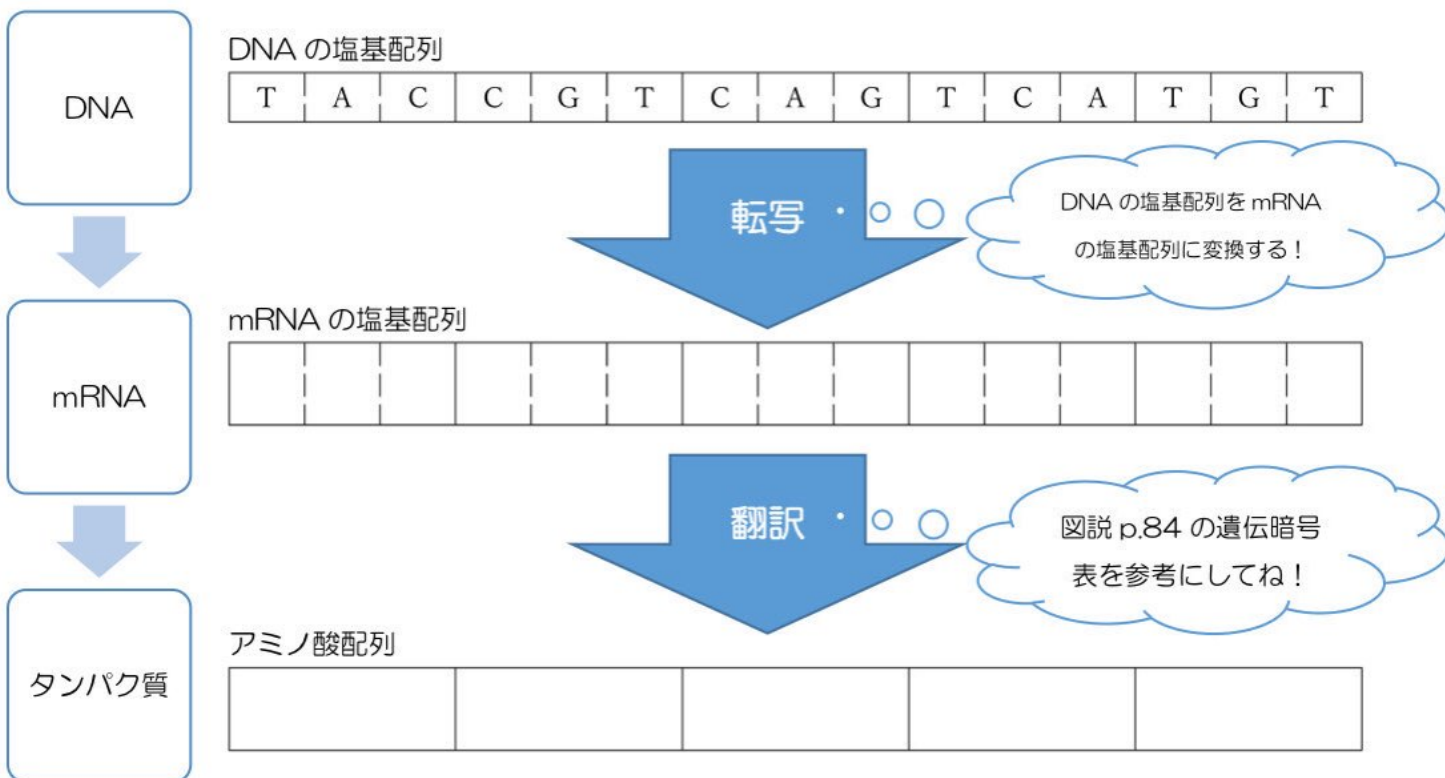 DNA
DNA の塩基配列
T A C C G T C A G T C A T G T
転写
DNA の塩基配列を mRNA
の塩基配列に変換する!
mRNA
mRNA の塩基配列
翻訳
図説 p.84 の遺伝暗号
表を参考にしてね!
タンパク質
アミノ酸配列